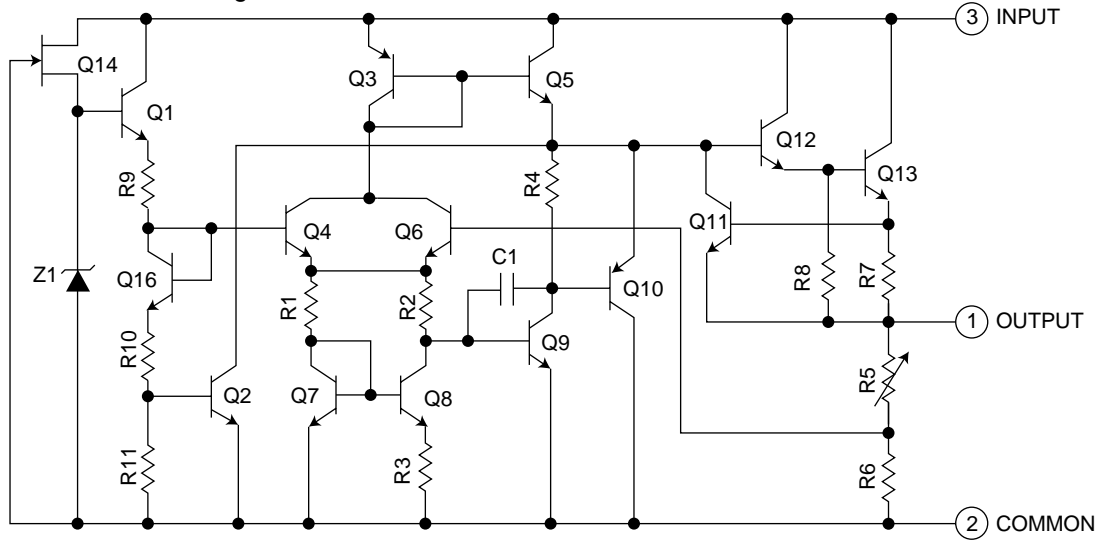 3 INPUT
Q14
Q3
Q5
Q1
Q12
Q13
R9
R4
Q4
Q6
Q11
Z1
Q16
C1
R1
R2
Q10
R8
R7
1 OUTPUT
R10
Q9
R5
Q2
Q7
Q8
R11
R3
R6
2 COMMON